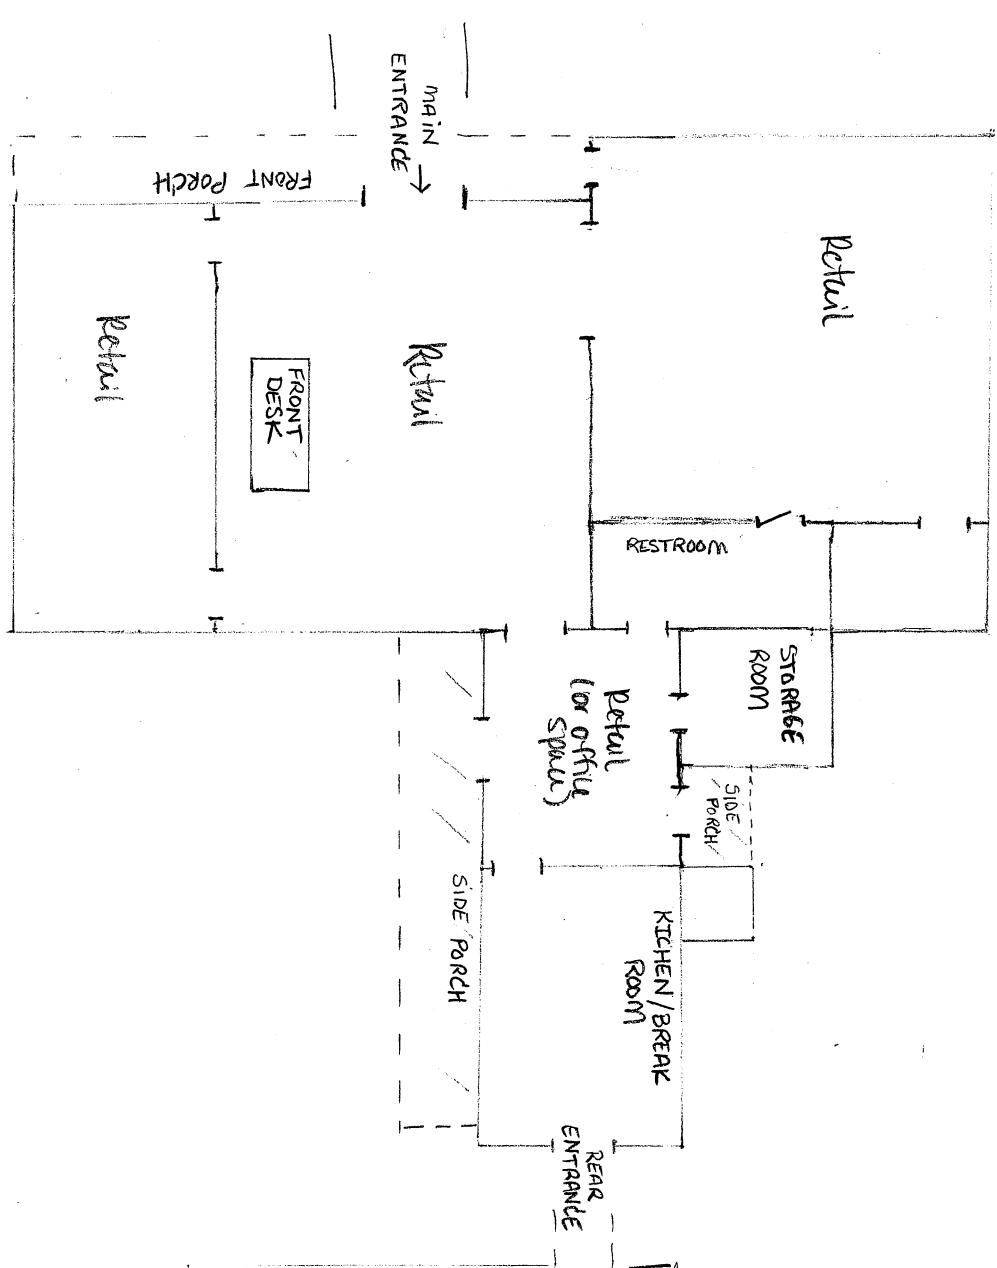 MAIN
ENTRANCE
FRONT PORCH
Retail
Retail
Retail
FRONT
DESK
RESTROOM
STORAGE
ROOM
Retail
(or office
space)
SIDE
PORCH
SIDE PORCH
KICHEN/BREAK
ROOM
REAR
ENTRANCE